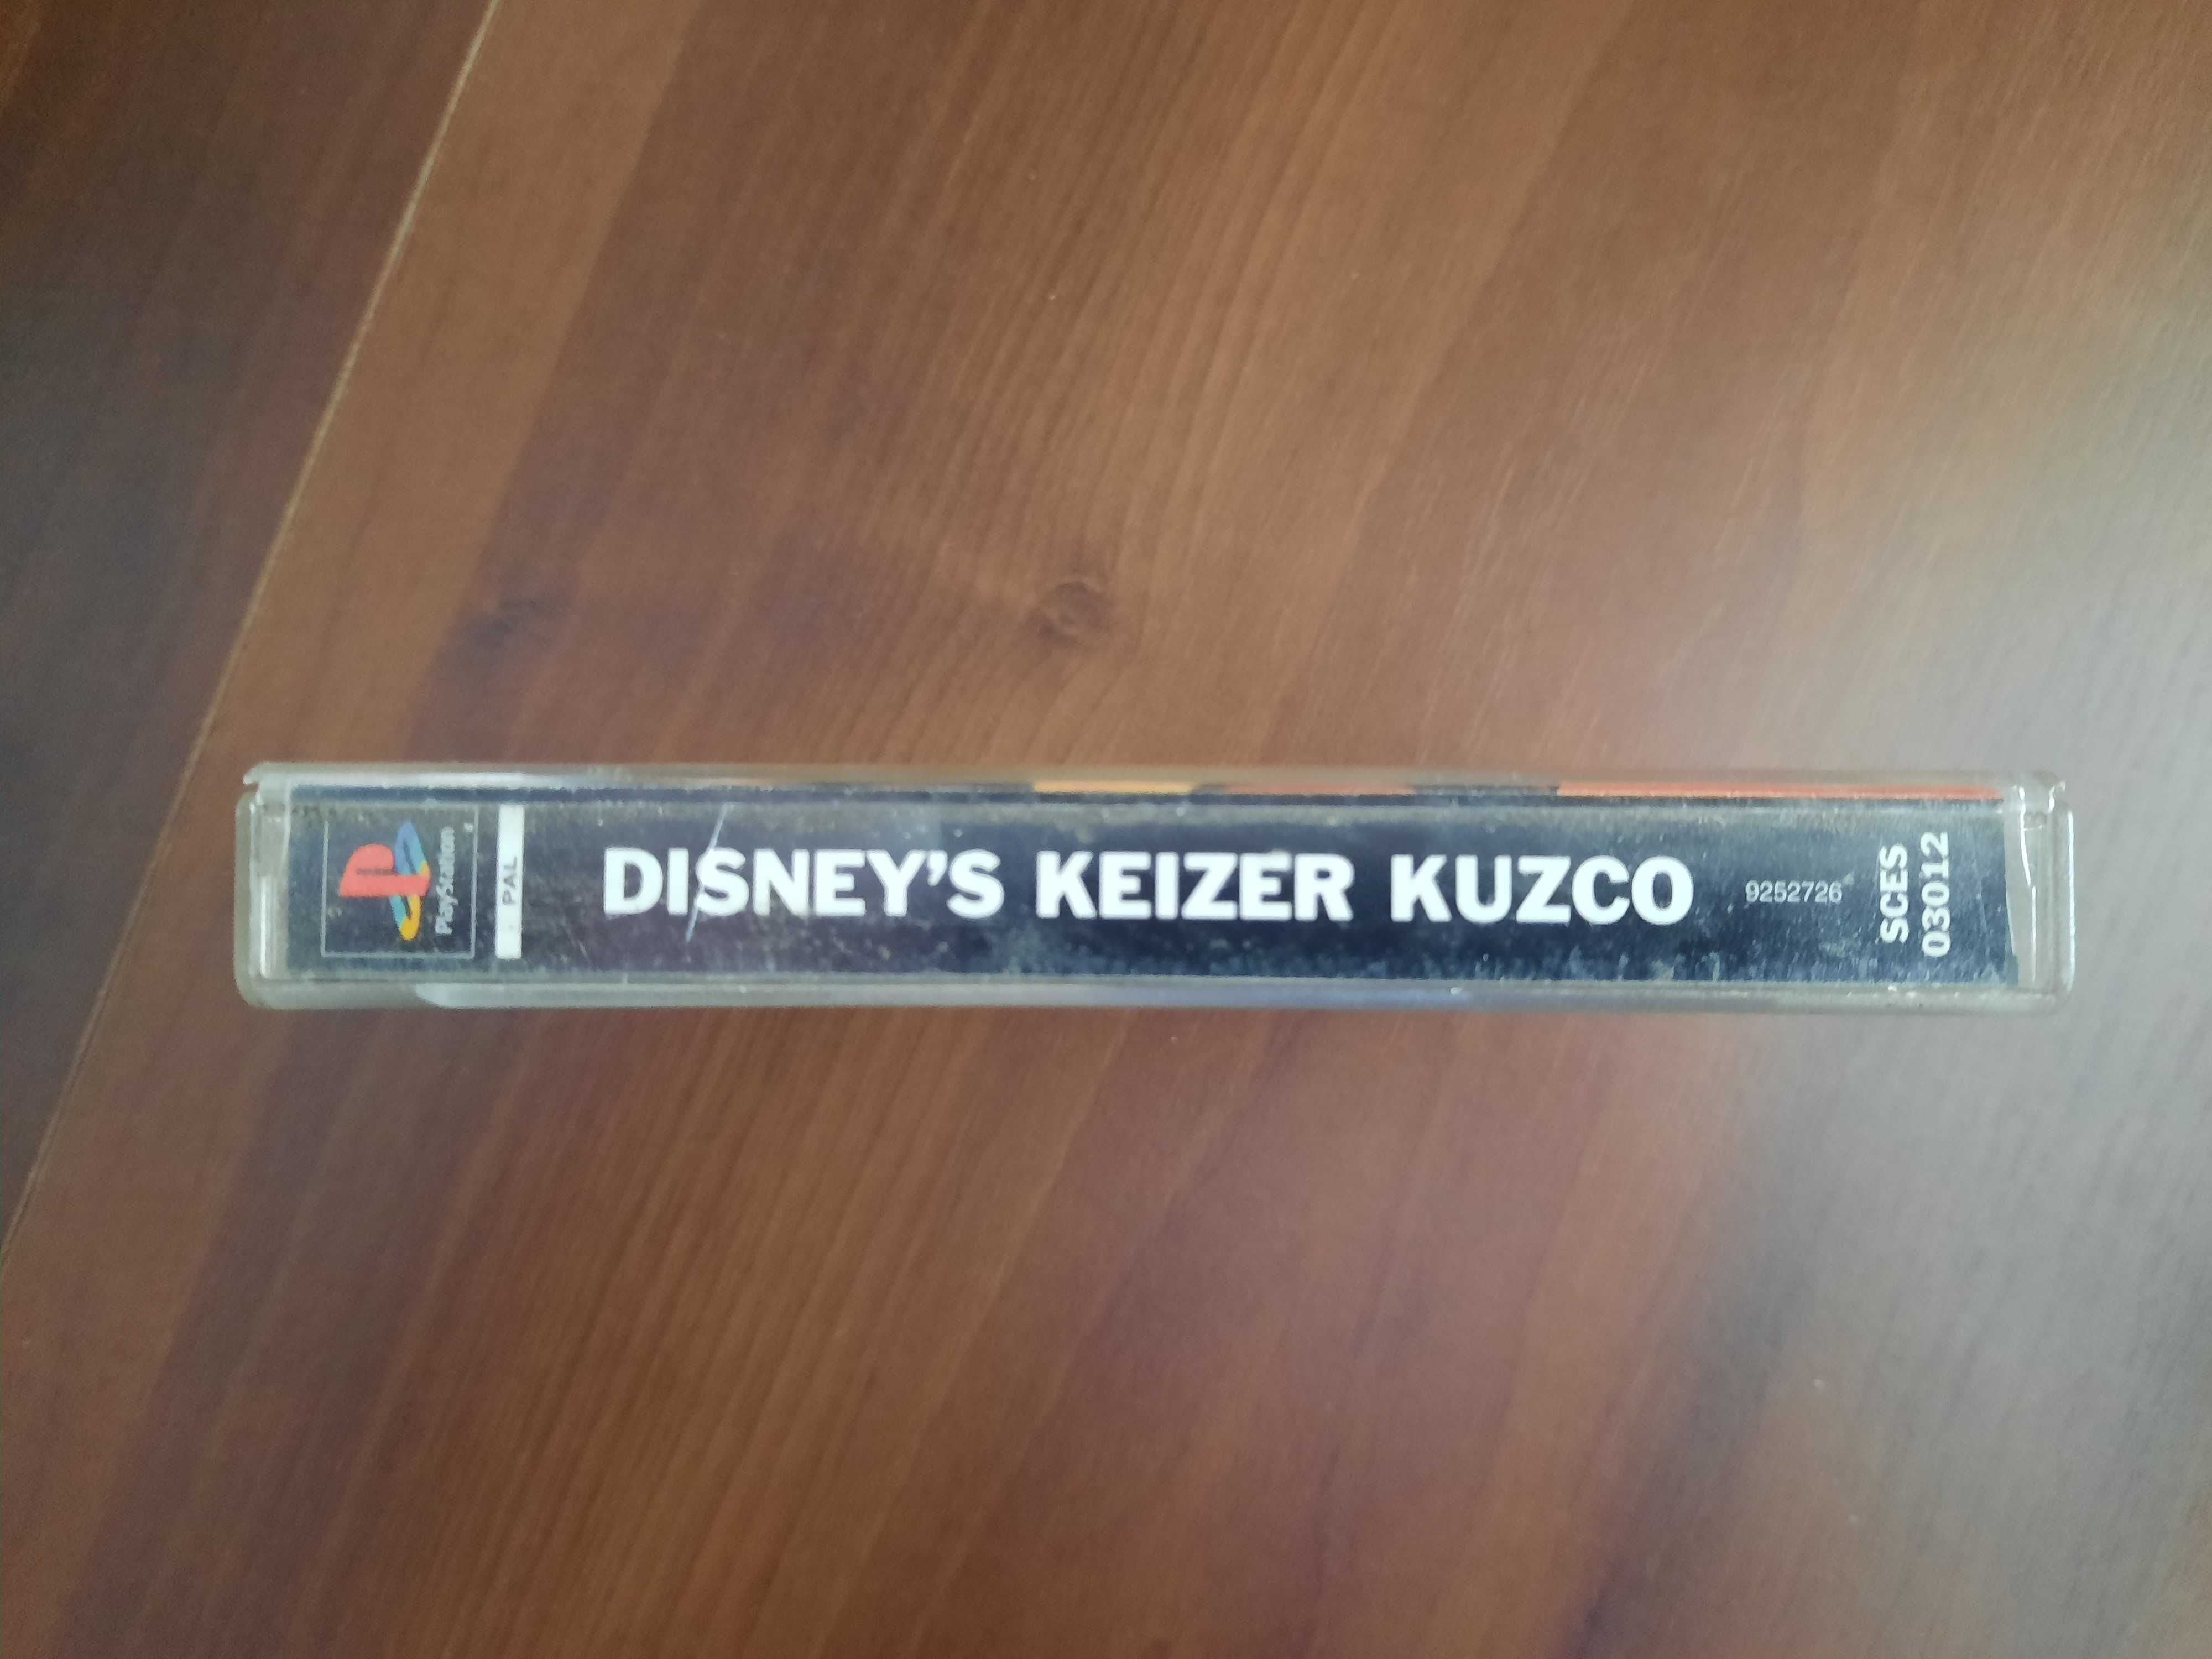 PlayStation
PAL
DISNEY'S KEIZER KUZCO
9252726
SCES
03012